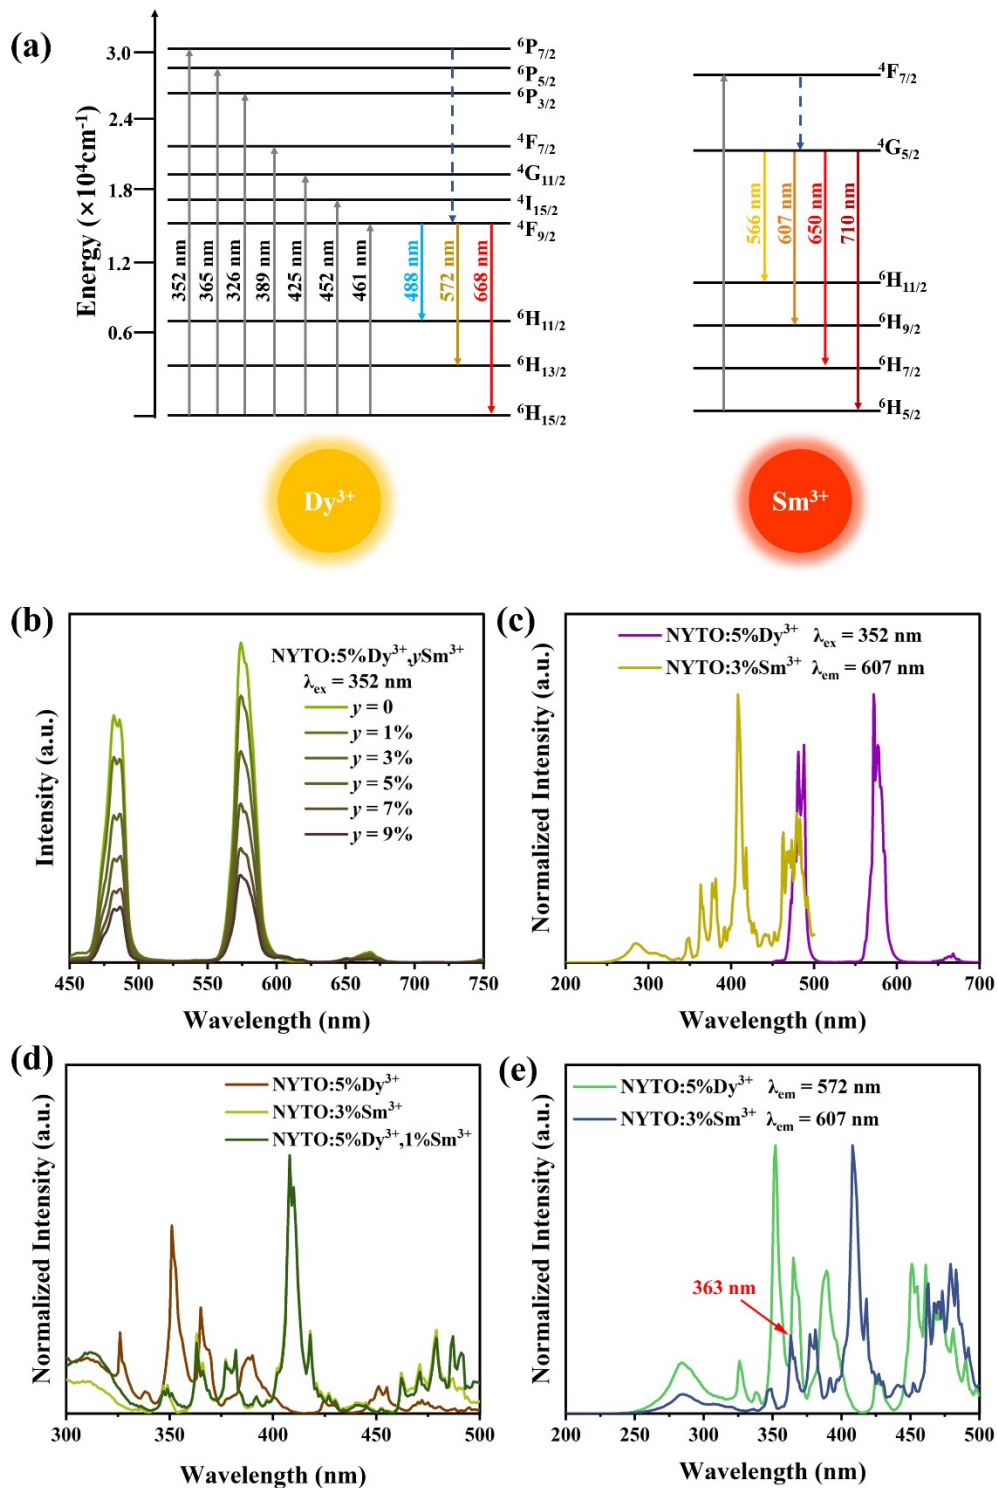 (a)
Energy (×10⁴cm⁻¹)
3.0
2.4
1.8
1.2
0.6
⁶P₇/₂
⁶P₅/₂
⁶P₃/₂
⁴F₇/₂
⁴G₁₁/₂
⁴I₁₅/₂
⁴F₉/₂
⁶H₁₁/₂
⁶H₁₃/₂
⁶H₁₅/₂
352 nm
365 nm
326 nm
389 nm
425 nm
452 nm
461 nm
488 nm
572 nm
668 nm
Dy³⁺
⁴F₇/₂
⁴G₅/₂
566 nm
607 nm
650 nm
710 nm
⁶H₁₁/₂
⁶H₉/₂
⁶H₇/₂
⁶H₅/₂
Sm³⁺
(b)
Intensity (a.u.)
NYTO:5%Dy³⁺,ySm³⁺
λex = 352 nm
y = 0
y = 1%
y = 3%
y = 5%
y = 7%
y = 9%
450 500 550 600 650 700 750
Wavelength (nm)
(c)
Normalized Intensity (a.u.)
NYTO:5%Dy³⁺ λex = 352 nm
NYTO:3%Sm³⁺ λem = 607 nm
200 300 400 500 600 700
Wavelength (nm)
(d)
Normalized Intensity (a.u.)
NYTO:5%Dy³⁺
NYTO:3%Sm³⁺
NYTO:5%Dy³⁺,1%Sm³⁺
300 350 400 450 500
Wavelength (nm)
(e)
Normalized Intensity (a.u.)
NYTO:5%Dy³⁺ λem = 572 nm
NYTO:3%Sm³⁺ λem = 607 nm
363 nm
200 250 300 350 400 450 500
Wavelength (nm)